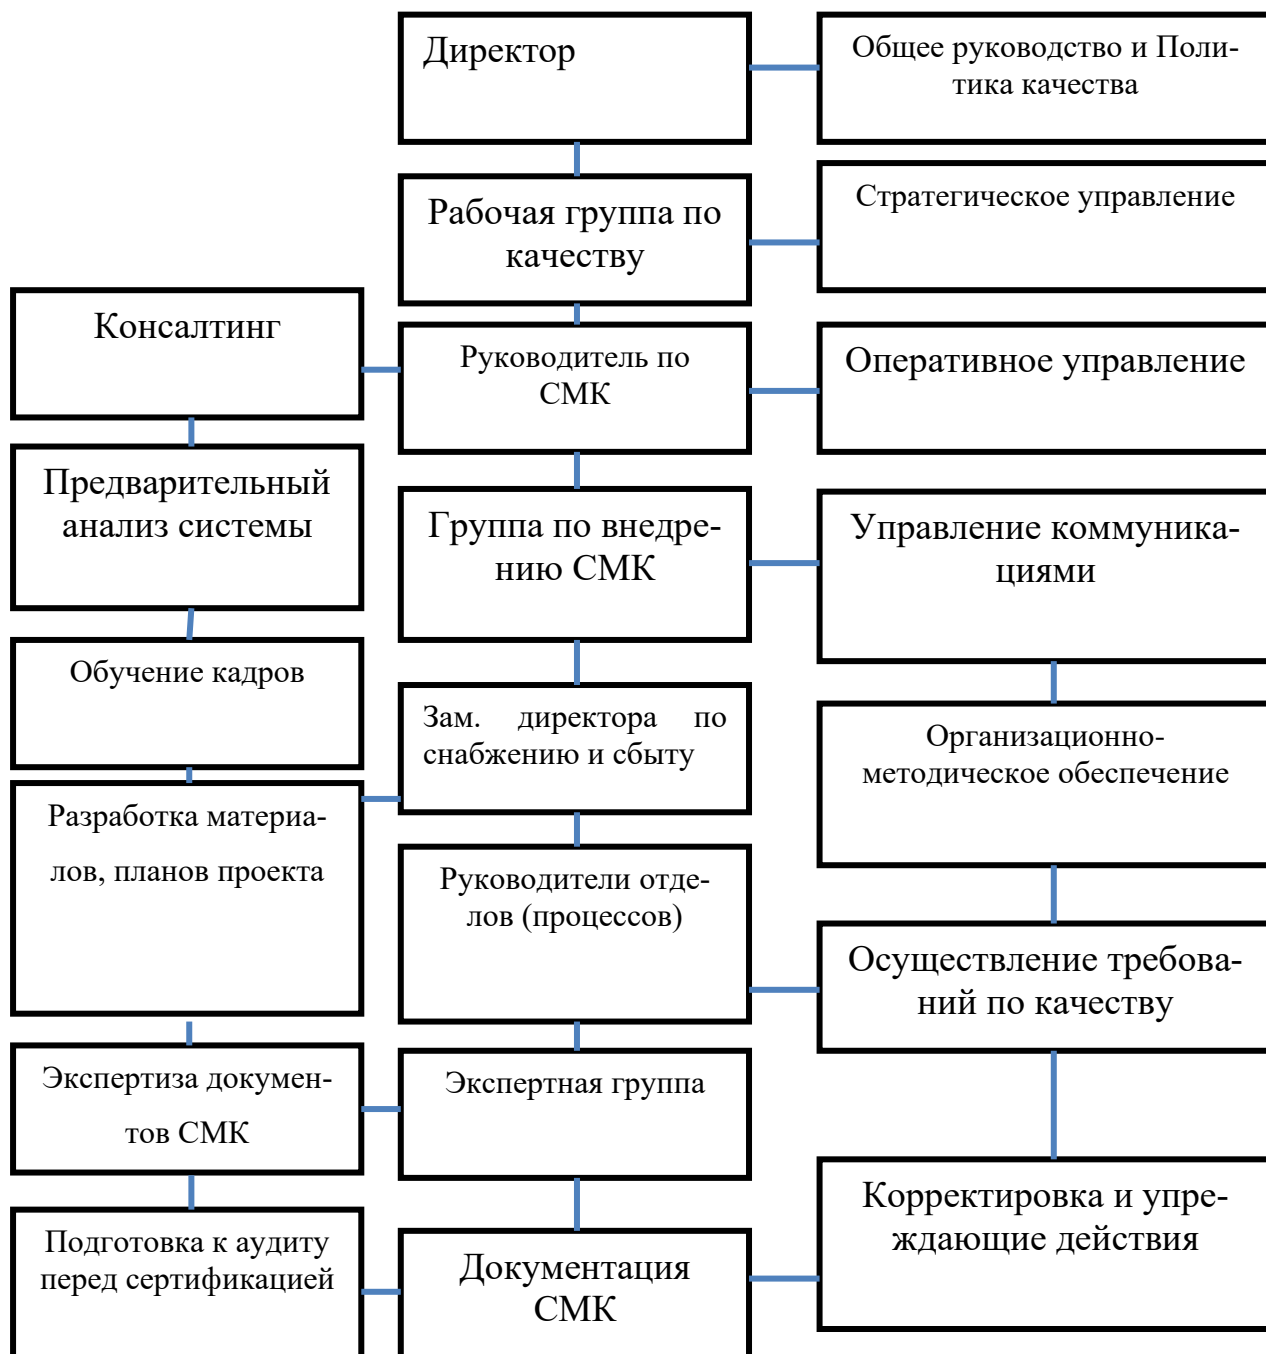 Директор
Общее руководство и Поли-
тика качества
Рабочая группа по
качеству
Стратегическое управление
Консалтинг
Руководитель по
СМК
Оперативное управление
Предварительный
анализ системы
Группа по внедре-
нию СМК
Управление коммуника-
циями
Обучение кадров
Зам. директора по
снабжению и сбыту
Организационно-
методическое обеспечение
Разработка материа-
лов, планов проекта
Руководители отде-
лов (процессов)
Осуществление требова-
ний по качеству
Экспертиза докумен-
тов СМК
Экспертная группа
Корректировка и упре-
ждающие действия
Подготовка к аудиту
перед сертификацией
Документация
СМК